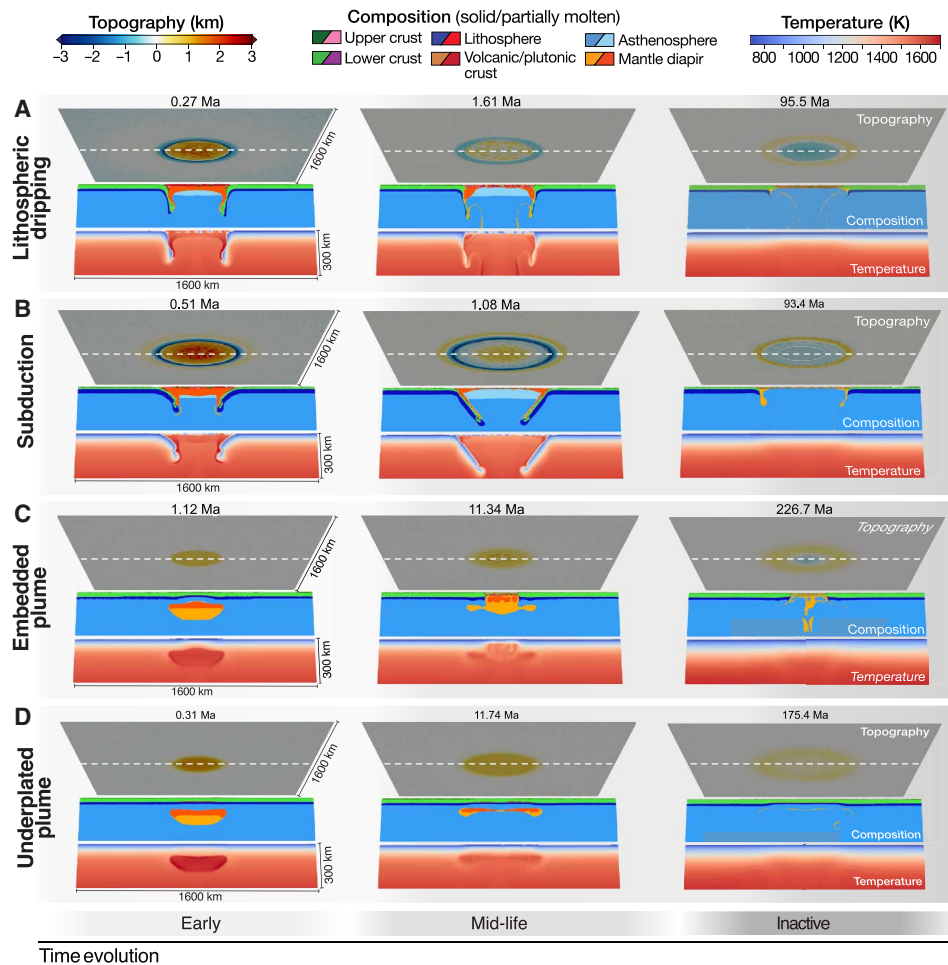 Topography (km)
−3 −2 −1 0 1 2 3
Composition (solid/partially molten)
Upper crust
Lithosphere
Asthenosphere
Lower crust
Volcanic/plutonic
crust
Mantle diapir
Temperature (K)
800 1000 1200 1400 1600
A
Lithospheric
dripping
0.27 Ma
1600 km
300 km
1600 km
1.61 Ma
95.5 Ma
Topography
Composition
Temperature
B
Subduction
0.51 Ma
1600 km
300 km
1600 km
1.08 Ma
93.4 Ma
Topography
Composition
Temperature
C
Embedded
plume
1.12 Ma
1600 km
300 km
1600 km
11.34 Ma
226.7 Ma
Topography
Composition
Temperature
D
Underplated
plume
0.31 Ma
1600 km
300 km
1600 km
11.74 Ma
175.4 Ma
Topography
Composition
Temperature
Early
Mid-life
Inactive
Time evolution